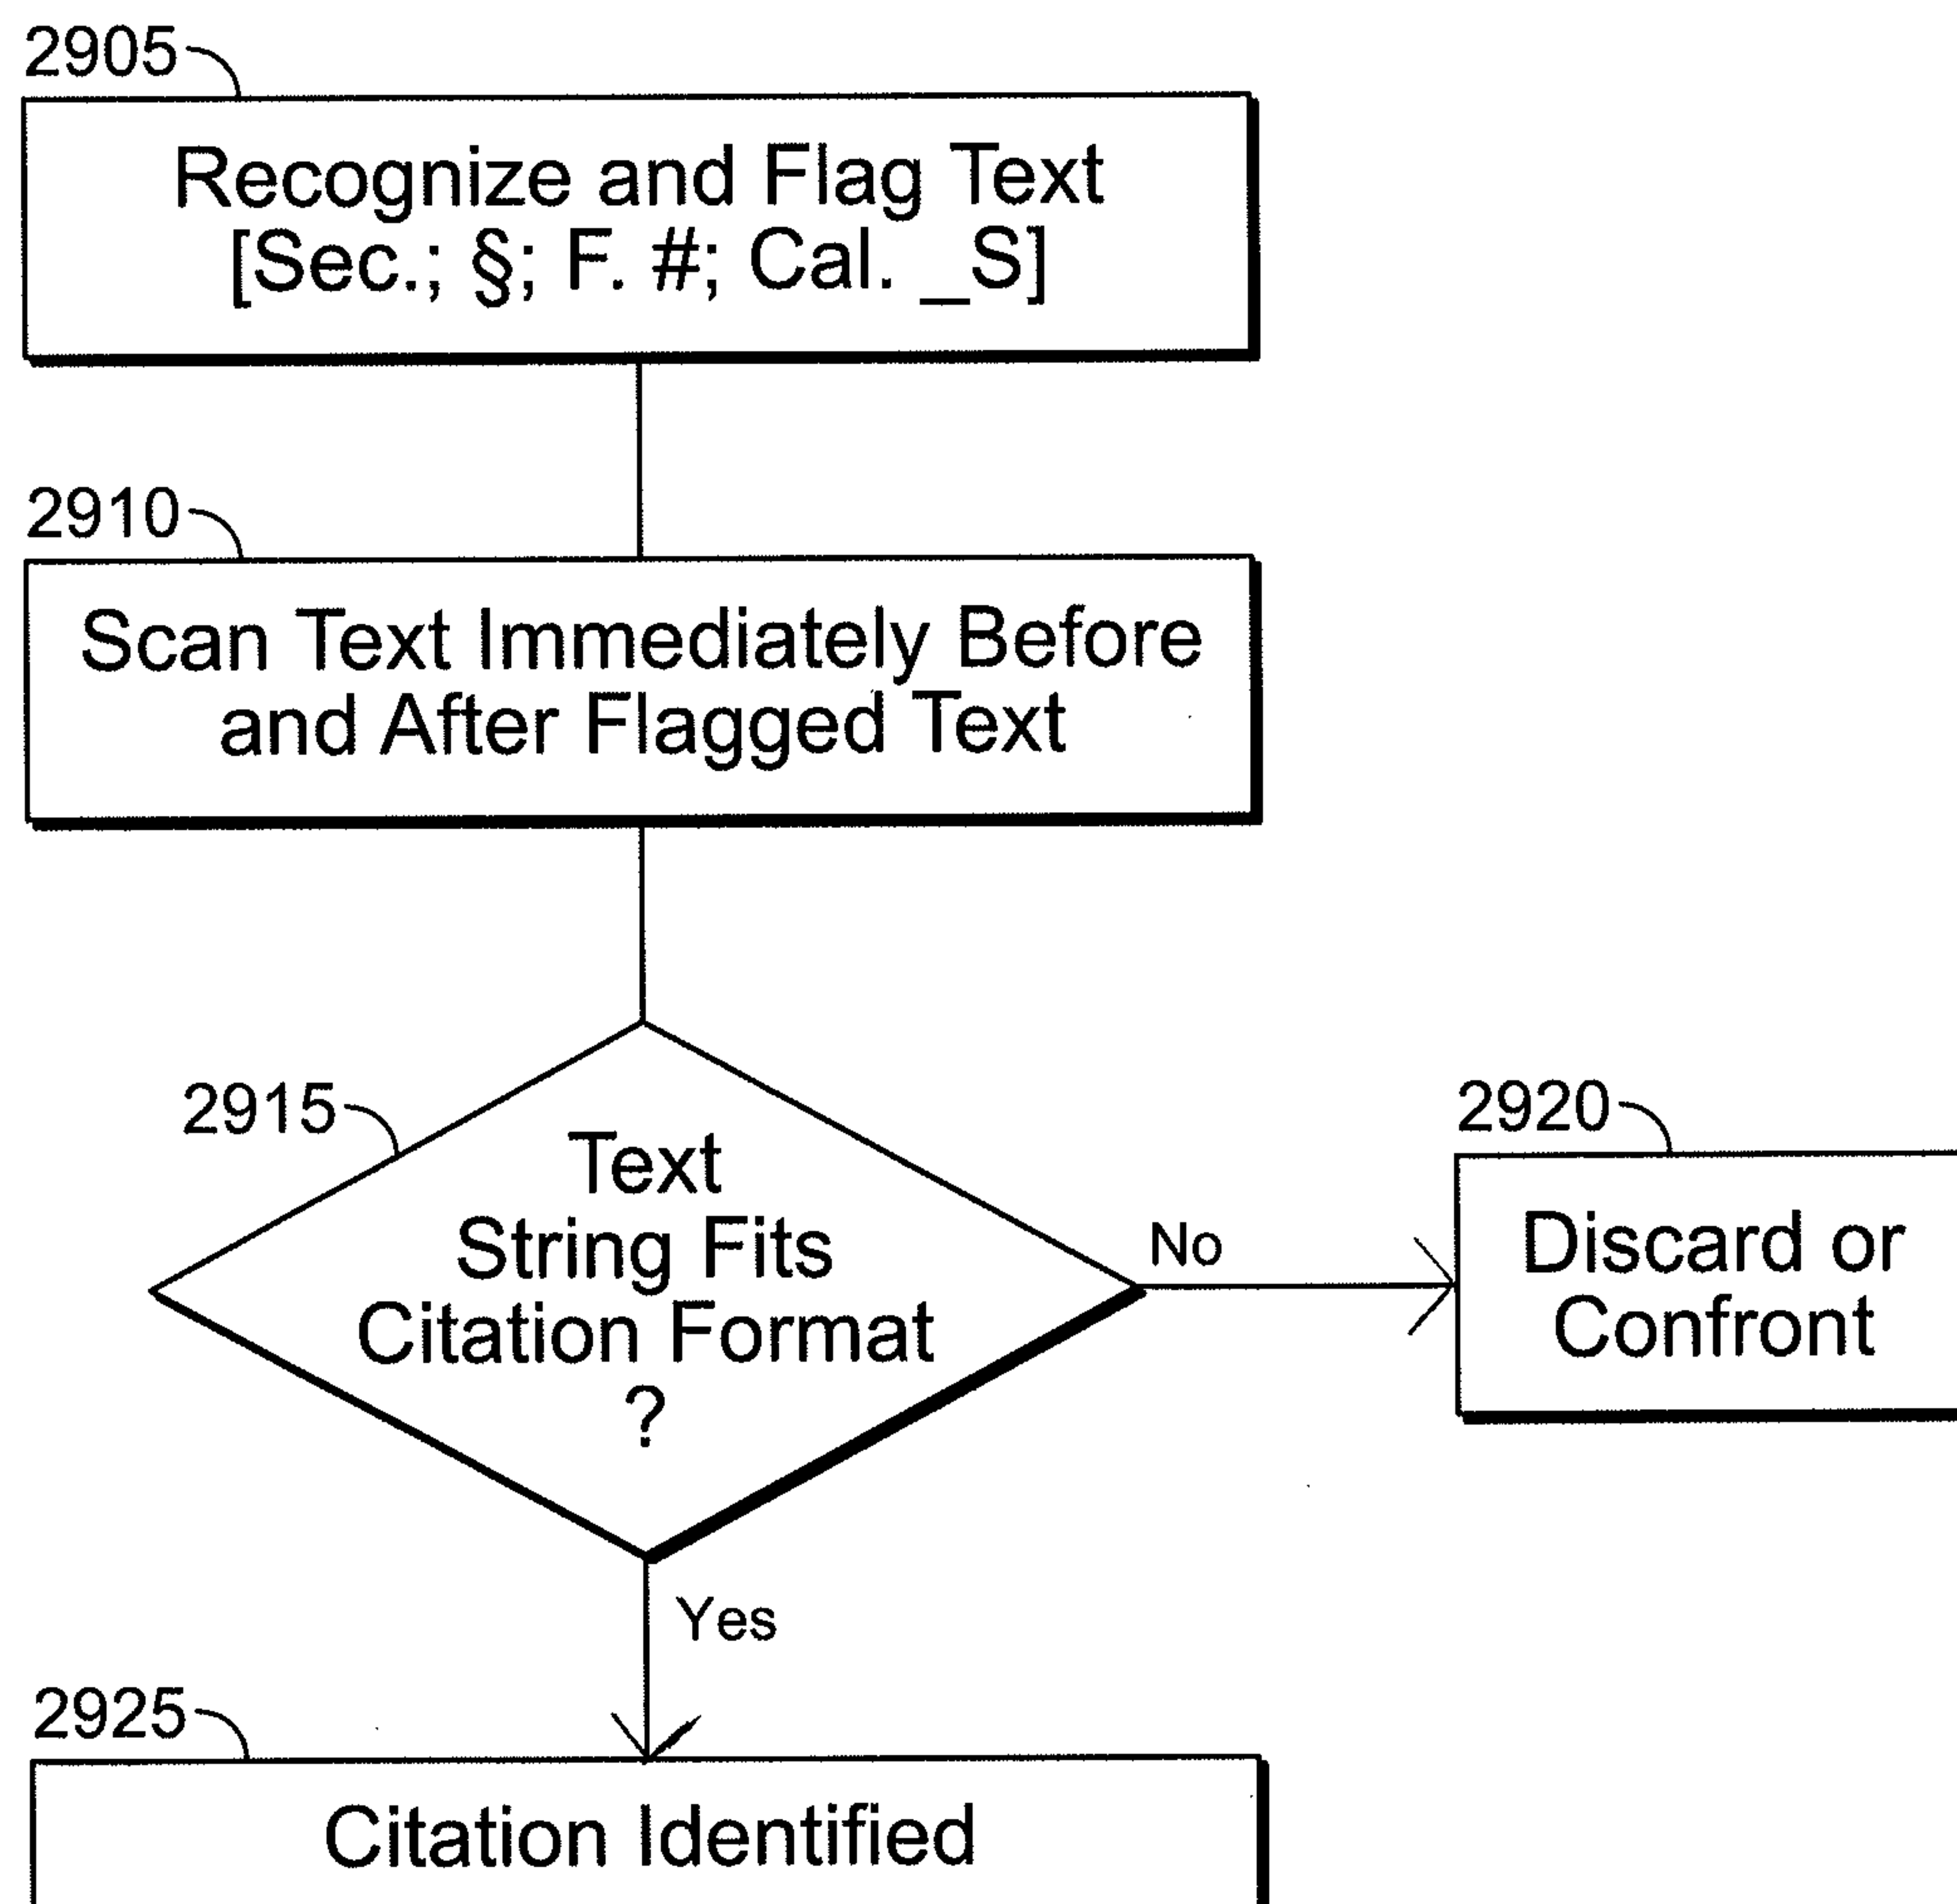 2905
Recognize and Flag Text
[Sec.; §; F. #; Cal. _S]
2910
Scan Text Immediately Before
and After Flagged Text
2915
Text
String Fits
Citation Format
?
No
2920
Discard or
Confront
Yes
2925
Citation Identified